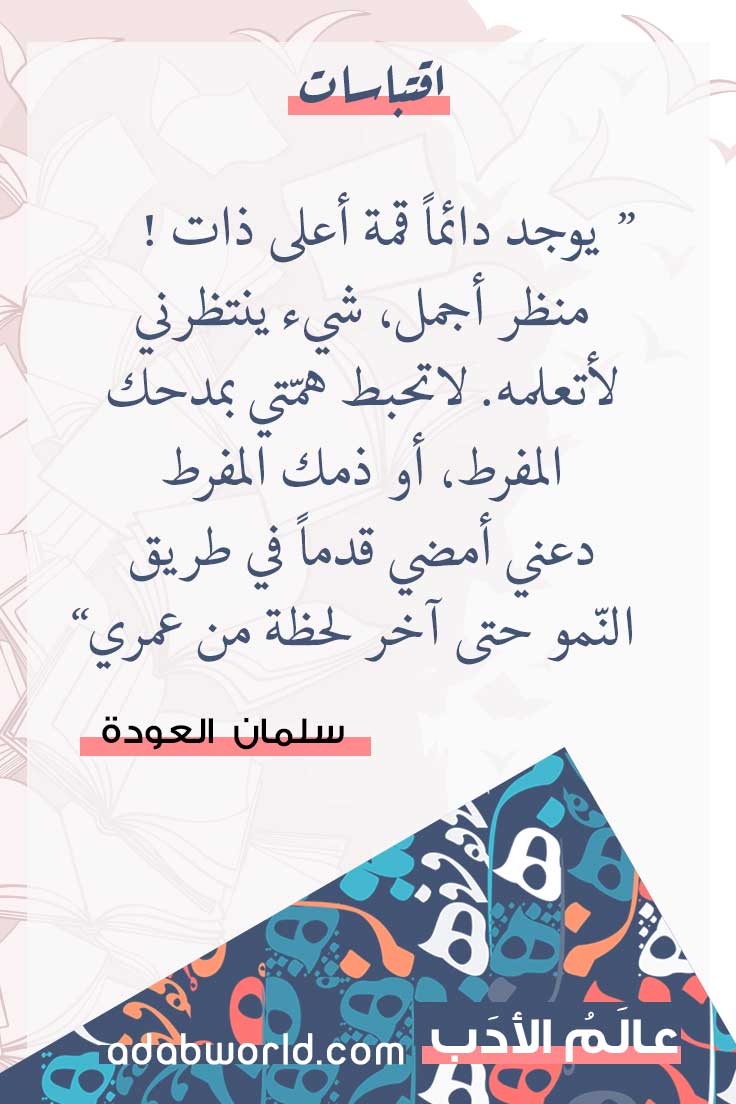 اقتباسات
” يوجد دائماً قمة أعلى ذات !
منظر أجمل، شيء ينتظرني
لأتعلمه. لاتحبط همّتي بمدحك
المفرط، أو ذمك المفرط
دعني أمضي قدماً في طريق
النّمو حتى آخر لحظة من عمري“
سلمان العودة
عالَمُ الأدَب
adabworld.com